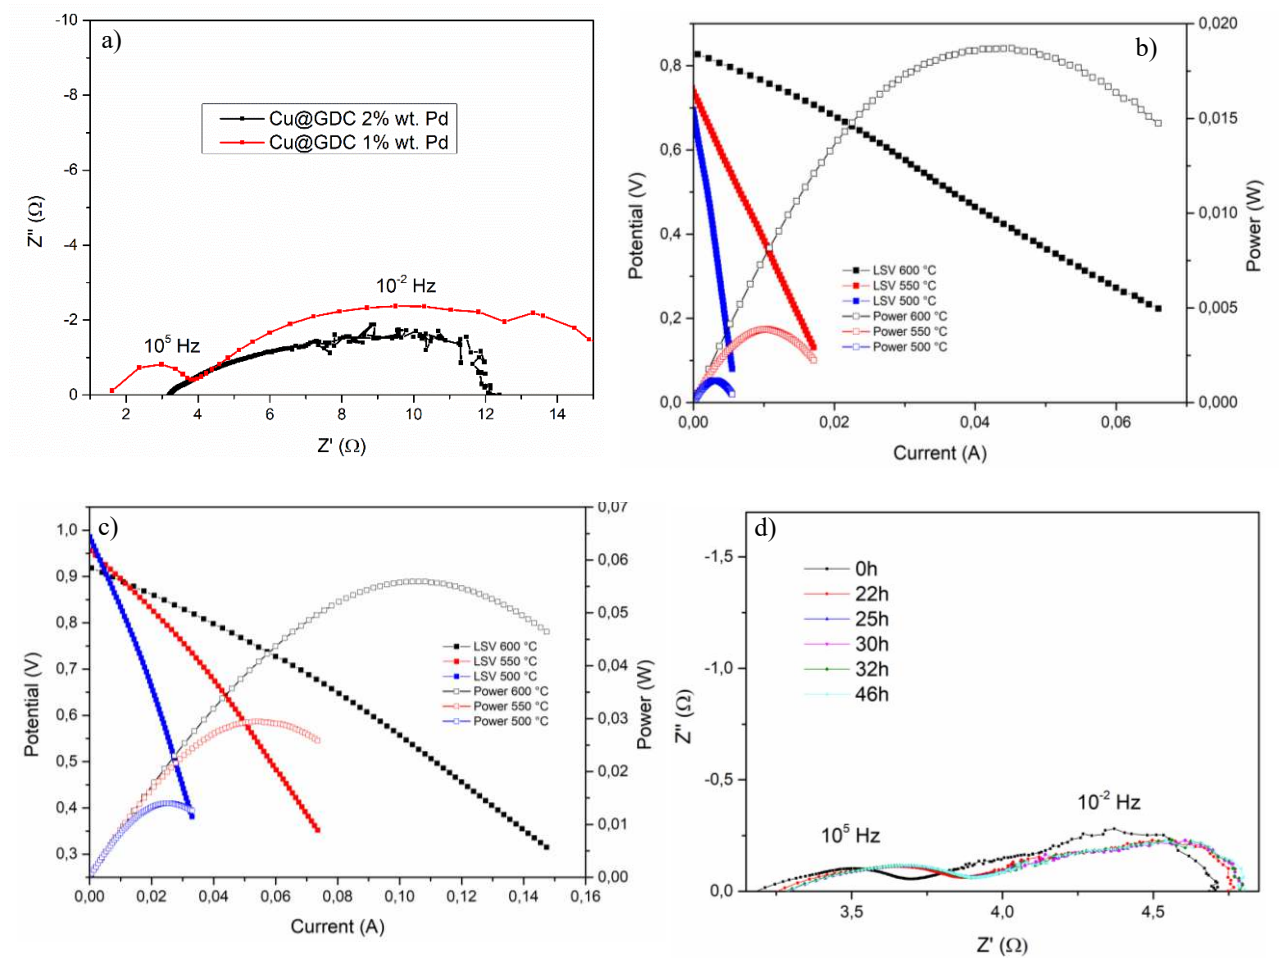 a)
-10
-8
-6
-4
-2
0
Z'' (Ω)
Cu@GDC 2% wt. Pd
Cu@GDC 1% wt. Pd
10⁵ Hz
10⁻² Hz
2 4 6 8 10 12 14
Z' (Ω)
b)
0,8
0,6
0,4
0,2
0,0
Potential (V)
0,020
0,015
0,010
0,005
0,000
Power (W)
LSV 600 °C
LSV 550 °C
LSV 500 °C
Power 600 °C
Power 550 °C
Power 500 °C
0,00 0,02 0,04 0,06
Current (A)
c)
1,0
0,9
0,8
0,7
0,6
0,5
0,4
0,3
Potential (V)
0,07
0,06
0,05
0,04
0,03
0,02
0,01
0,00
Power (W)
LSV 600 °C
LSV 550 °C
LSV 500 °C
Power 600 °C
Power 550 °C
Power 500 °C
0,00 0,02 0,04 0,06 0,08 0,10 0,12 0,14 0,16
Current (A)
d)
-1,5
-1,0
-0,5
0,0
Z'' (Ω)
0h
22h
25h
30h
32h
46h
10⁵ Hz
10⁻² Hz
3,5 4,0 4,5
Z' (Ω)